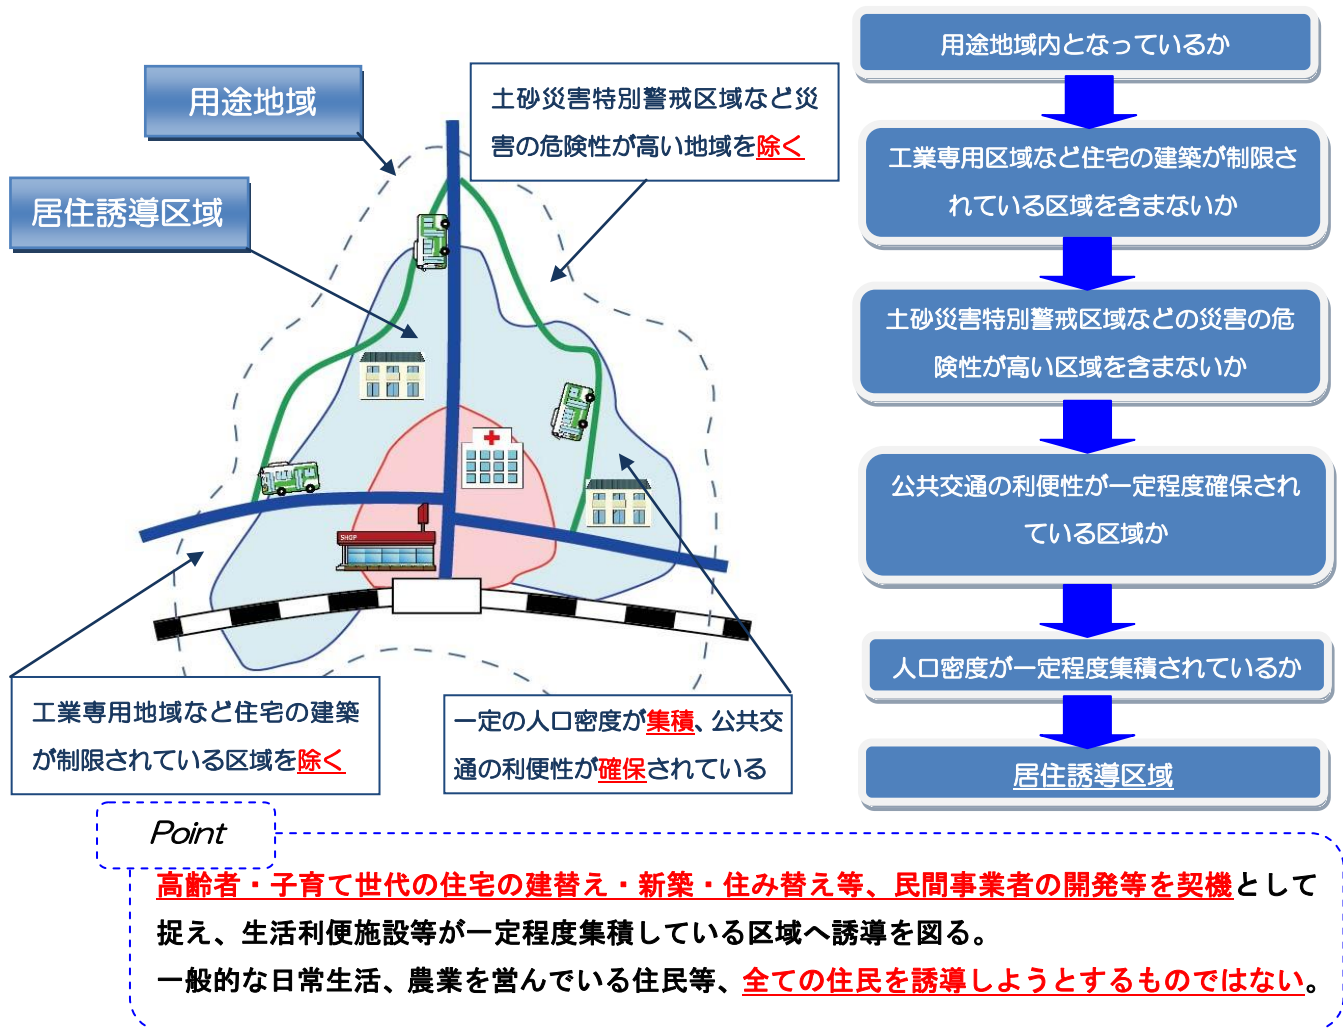 用途地域
居住誘導区域
土砂災害特別警戒区域など災
害の危険性が高い地域を除く
SHOP
工業専用地域など住宅の建築
が制限されている区域を除く
一定の人口密度が集積、公共交
通の利便性が確保されている
用途地域内となっているか
工業専用区域など住宅の建築が制限さ
れている区域を含まないか
土砂災害特別警戒区域などの災害の危
険性が高い区域を含まないか
公共交通の利便性が一定程度確保され
ている区域か
人口密度が一定程度集積されているか
居住誘導区域
Point
高齢者・子育て世代の住宅の建替え・新築・住み替え等、民間事業者の開発等を契機として
捉え、生活利便施設等が一定程度集積している区域へ誘導を図る。
一般的な日常生活、農業を営んでいる住民等、全ての住民を誘導しようとするものではない。